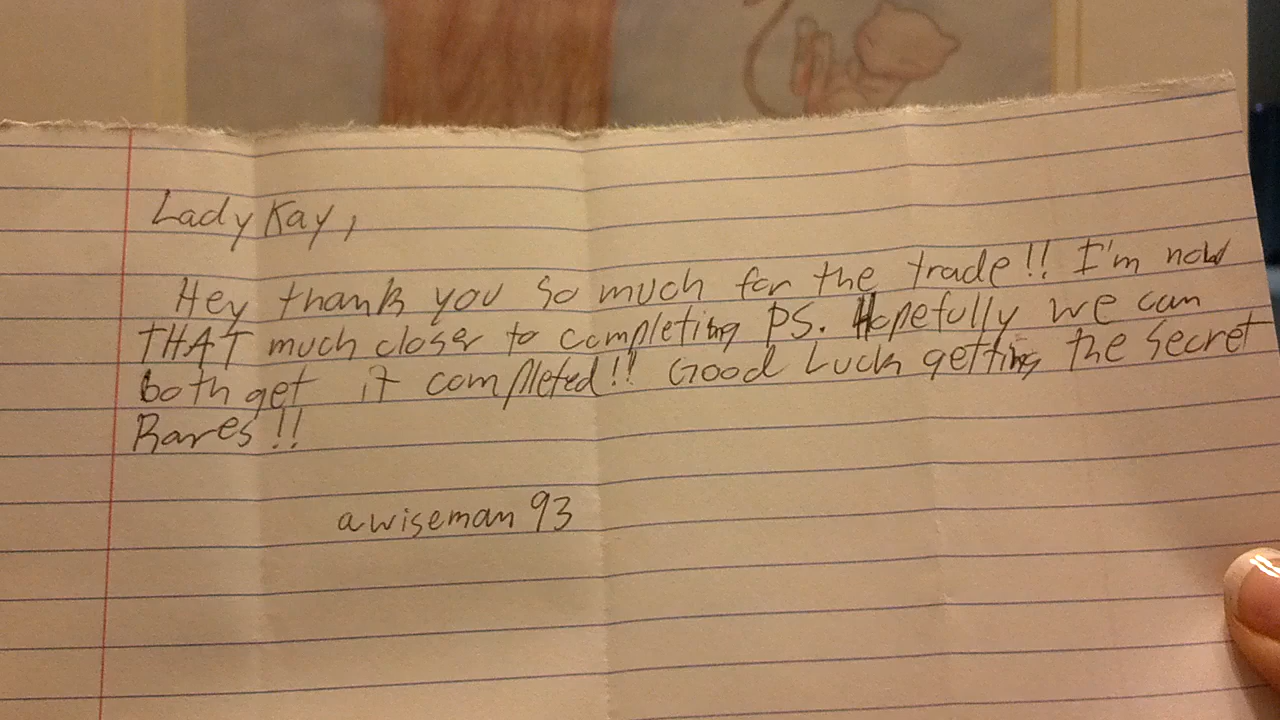 Lady Kay,
Hey thank you so much for the trade!! I'm now
THAT much closer to completing PS. Hopefully we can
both get it completed!! Good Luck getting the Secret
Rares!!
awiseman93